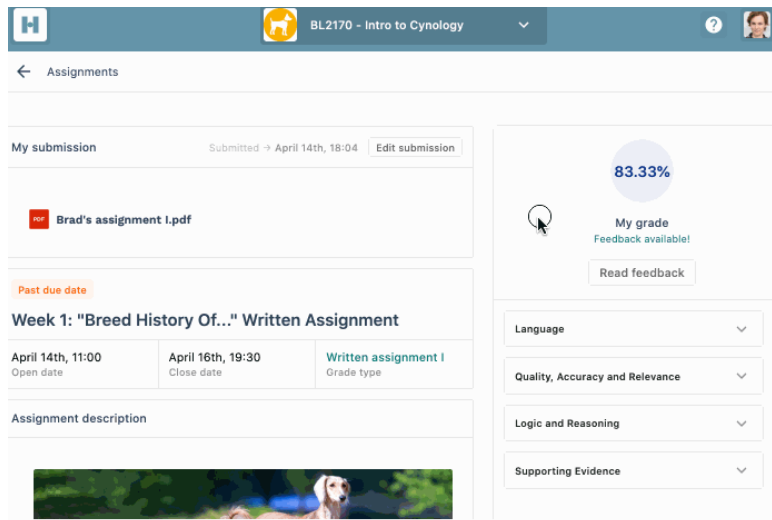 H
BL2170 - Intro to Cynology
?
Assignments
My submission
Submitted → April 14th, 18:04
Edit submission
PDF
Brad's assignment I.pdf
Past due date
Week 1: "Breed History Of..." Written Assignment
April 14th, 11:00
Open date
April 16th, 19:30
Close date
Written assignment I
Grade type
Assignment description
83.33%
My grade
Feedback available!
Read feedback
Language
Quality, Accuracy and Relevance
Logic and Reasoning
Supporting Evidence